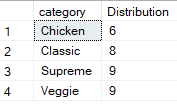 category Distribution
1 Chicken 6
2 Classic 8
3 Supreme 9
4 Veggie 9